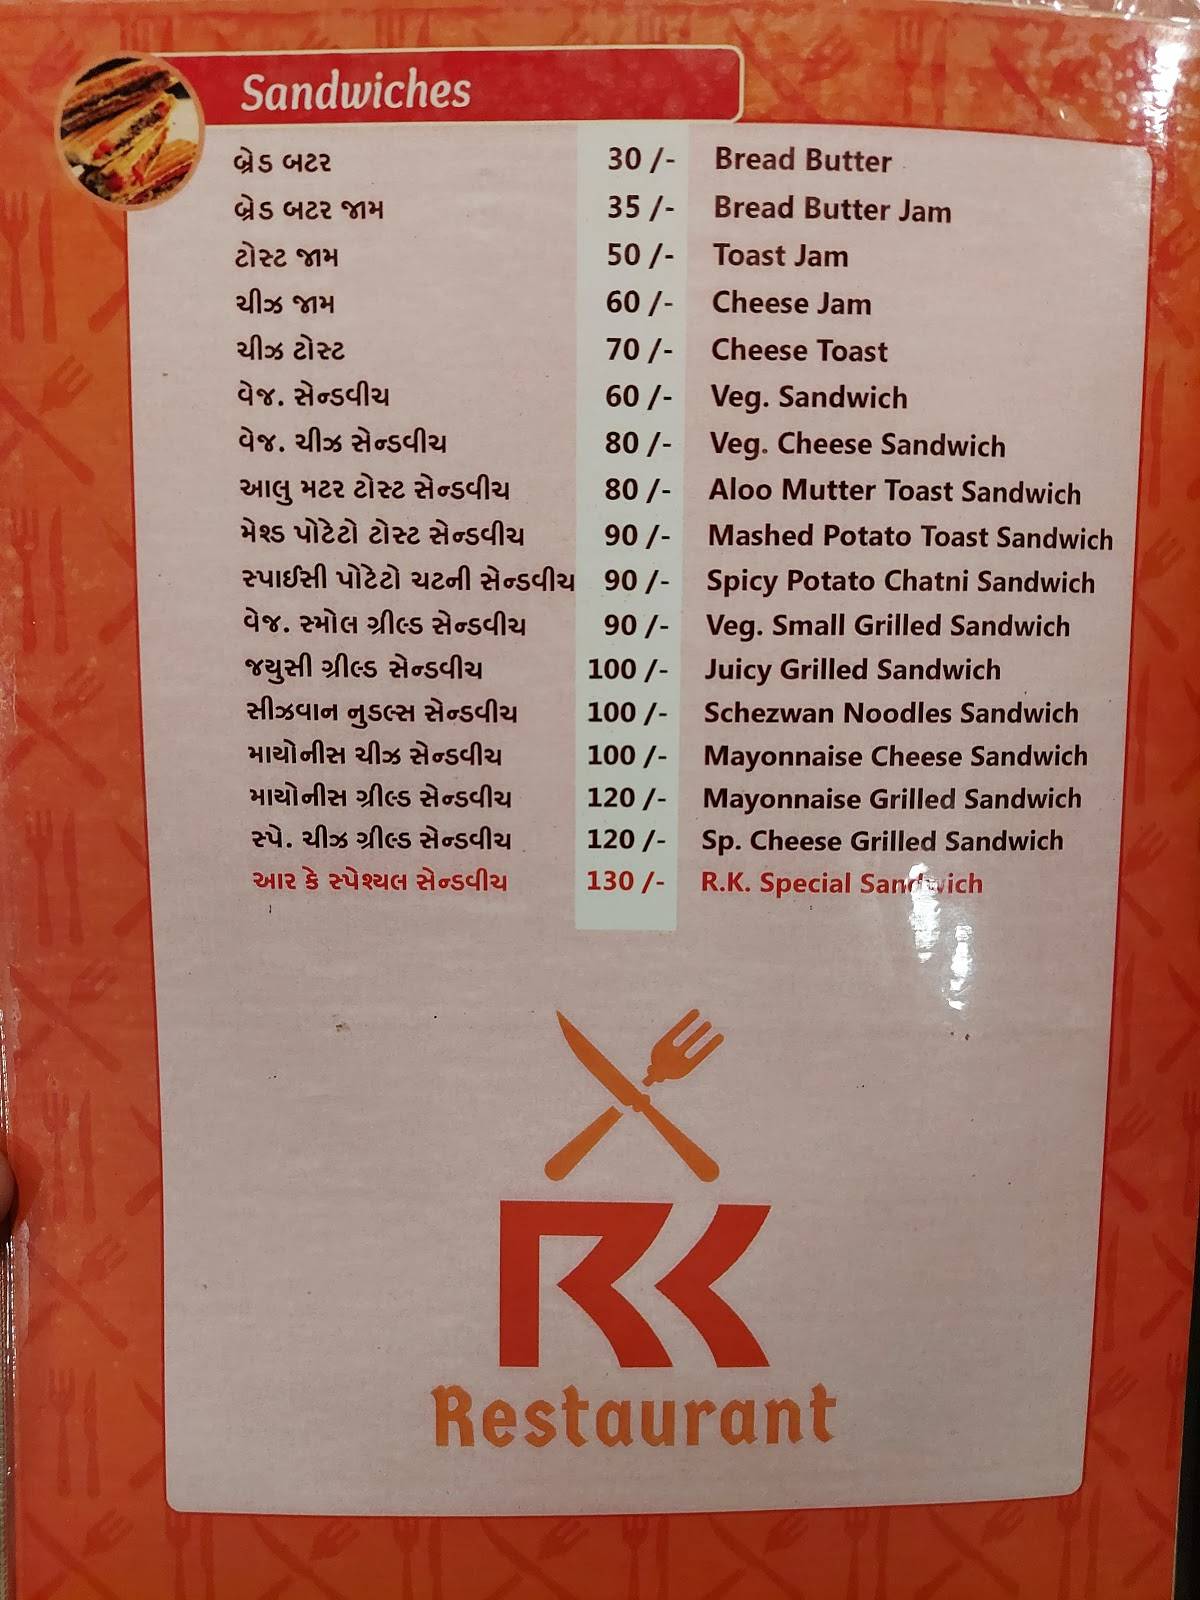 Sandwiches
બ્રેડ બટર 30 /- Bread Butter
બ્રેડ બટર જામ 35 /- Bread Butter Jam
ટોસ્ટ જામ 50 /- Toast Jam
ચીઝ જામ 60 /- Cheese Jam
ચીઝ ટોસ્ટ 70 /- Cheese Toast
વેજ. સેન્ડવીચ 60 /- Veg. Sandwich
વેજ. ચીઝ સેન્ડવીચ 80 /- Veg. Cheese Sandwich
આલુ મટર ટોસ્ટ સેન્ડવીચ 80 /- Aloo Mutter Toast Sandwich
મેશ્ડ પોટેટો ટોસ્ટ સેન્ડવીચ 90 /- Mashed Potato Toast Sandwich
સ્પાઈસી પોટેટો ચટની સેન્ડવીચ 90 /- Spicy Potato Chatni Sandwich
વેજ. સ્મોલ ગ્રીલ્ડ સેન્ડવીચ 90 /- Veg. Small Grilled Sandwich
જયુસી ગ્રીલ્ડ સેન્ડવીચ 100 /- Juicy Grilled Sandwich
સીઝવાન નુડલ્સ સેન્ડવીચ 100 /- Schezwan Noodles Sandwich
માયોનીસ ચીઝ સેન્ડવીચ 100 /- Mayonnaise Cheese Sandwich
માયોનીસ ગ્રીલ્ડ સેન્ડવીચ 120 /- Mayonnaise Grilled Sandwich
સ્પે. ચીઝ ગ્રીલ્ડ સેન્ડવીચ 120 /- Sp. Cheese Grilled Sandwich
આર કે સ્પેશ્યલ સેન્ડવીચ 130 /- R.K. Special Sandwich
RK
Restaurant